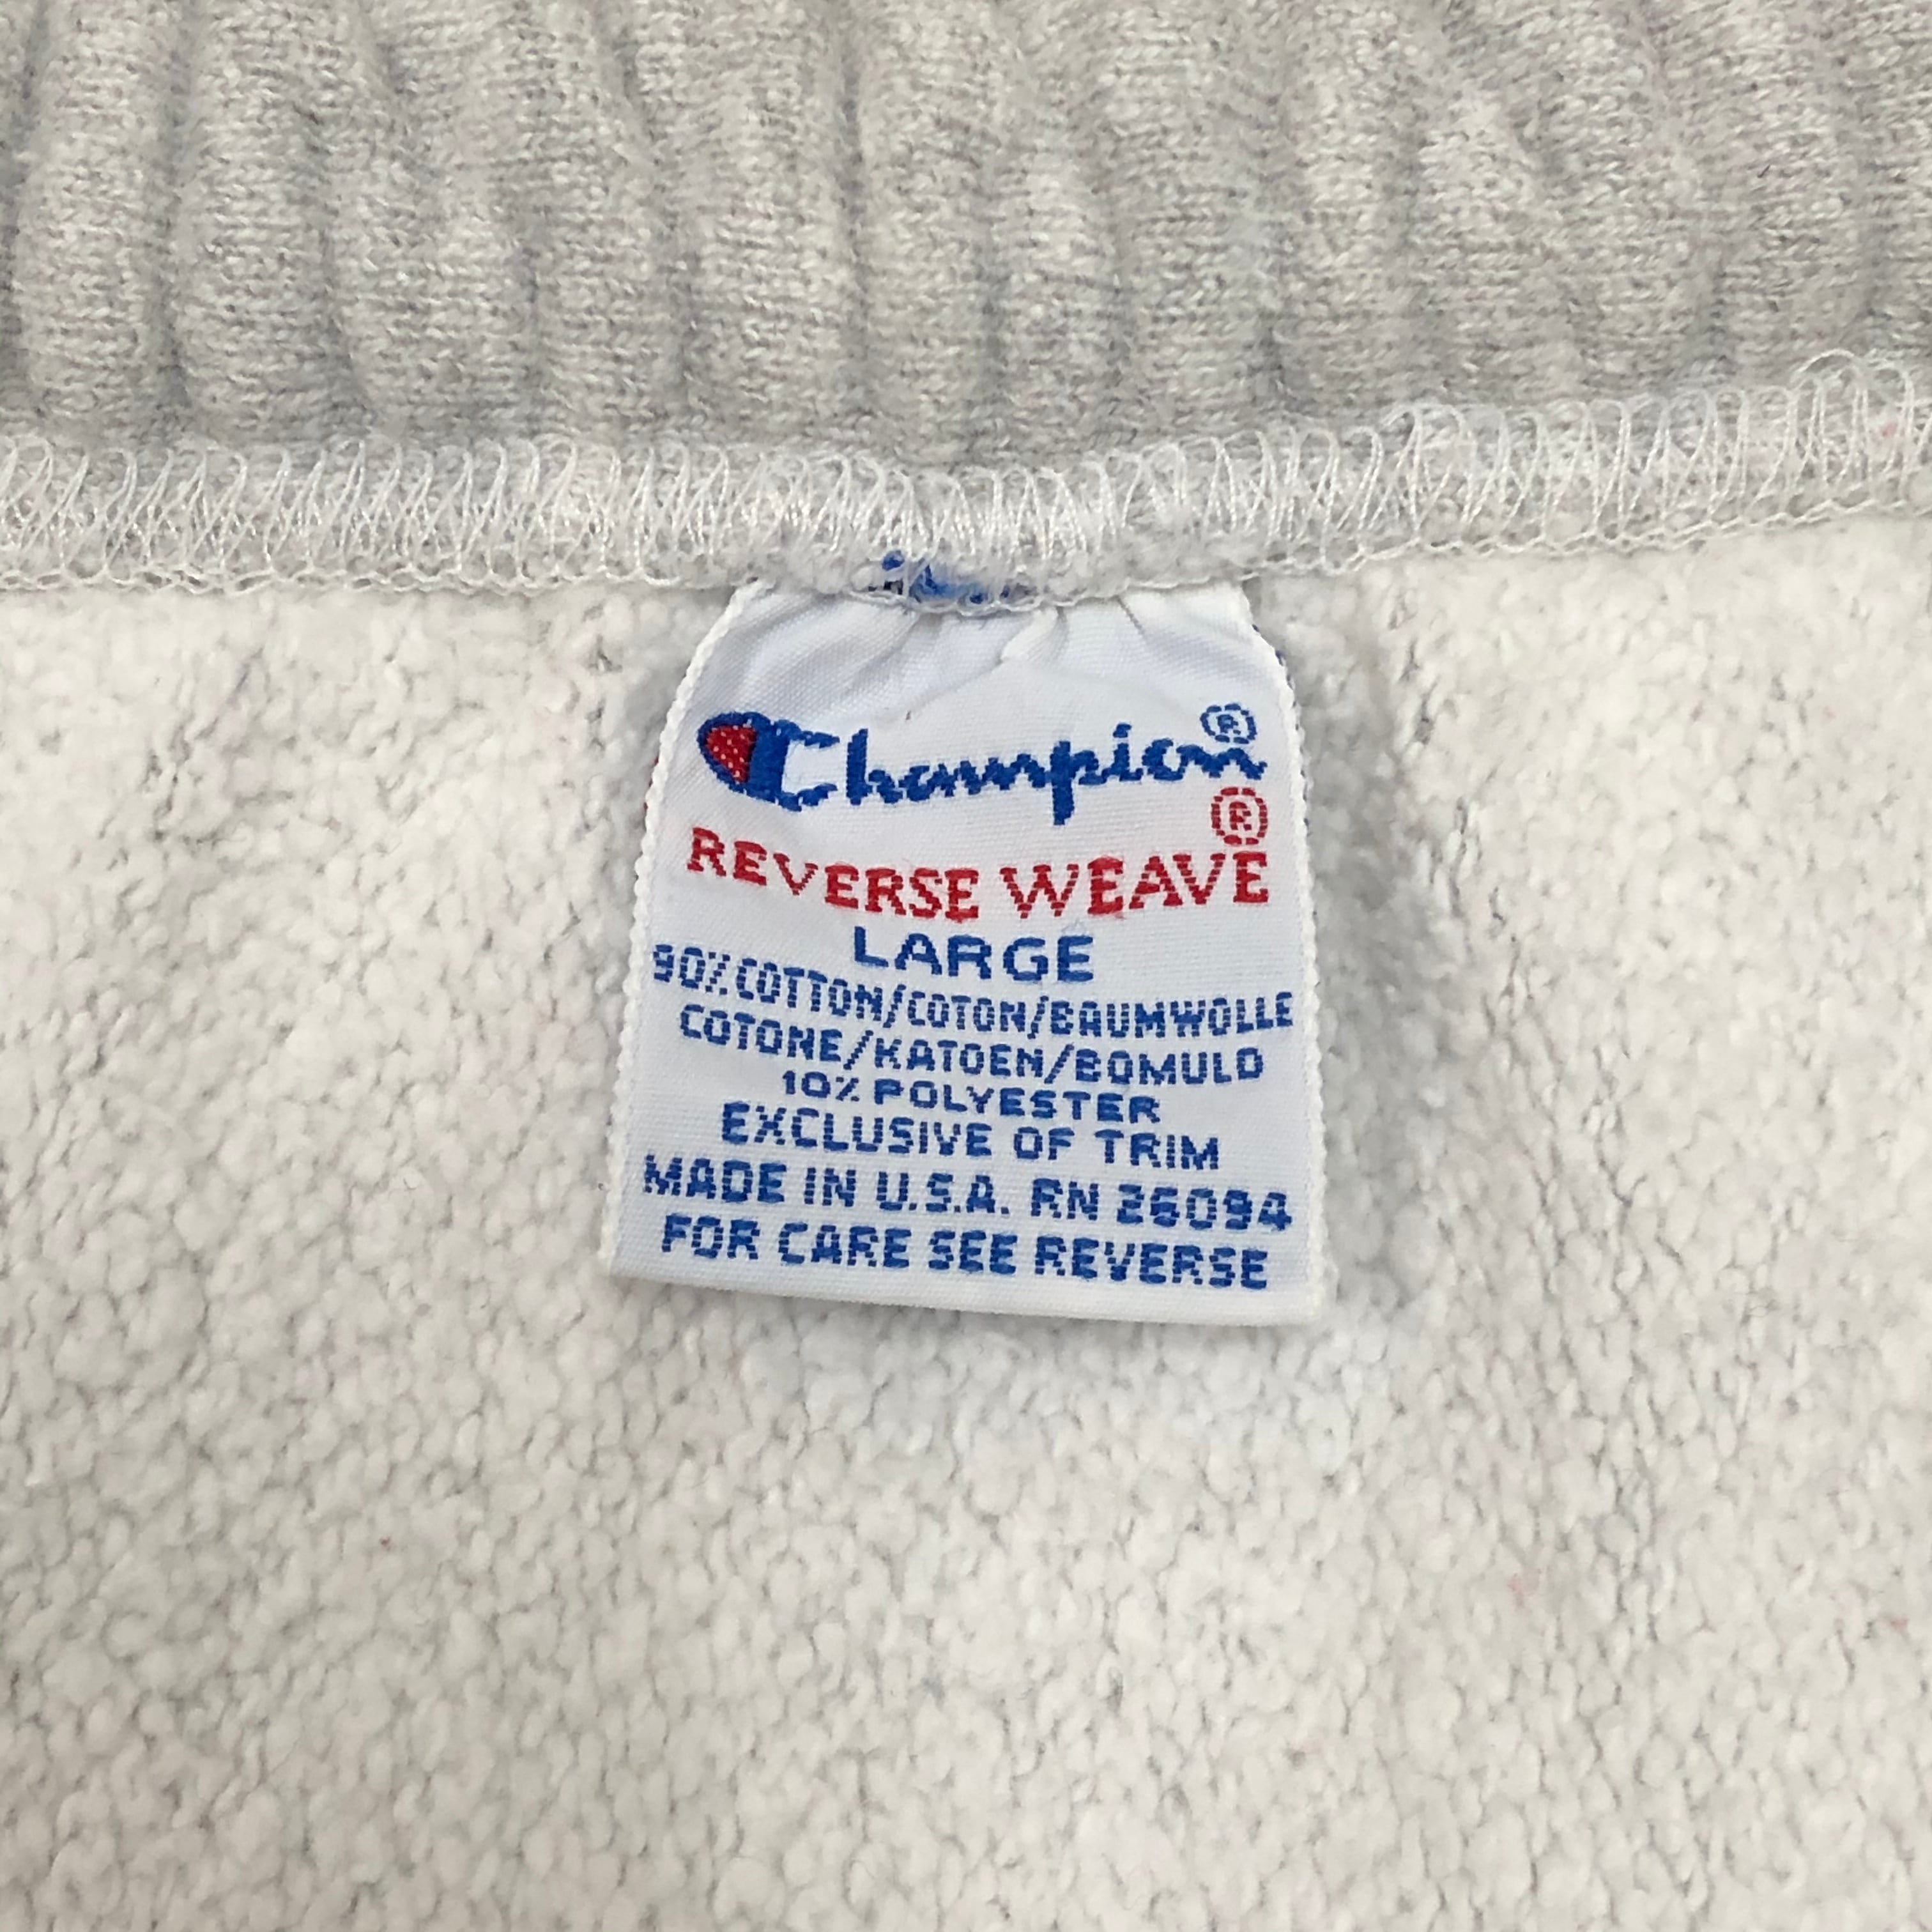 Champion®
REVERSE WEAVE®
LARGE
90% COTTON/COTON/BAUMWOLLE
COTONE/KATOEN/BOMULD
10% POLYESTER
EXCLUSIVE OF TRIM
MADE IN U.S.A. RN 26094
FOR CARE SEE REVERSE